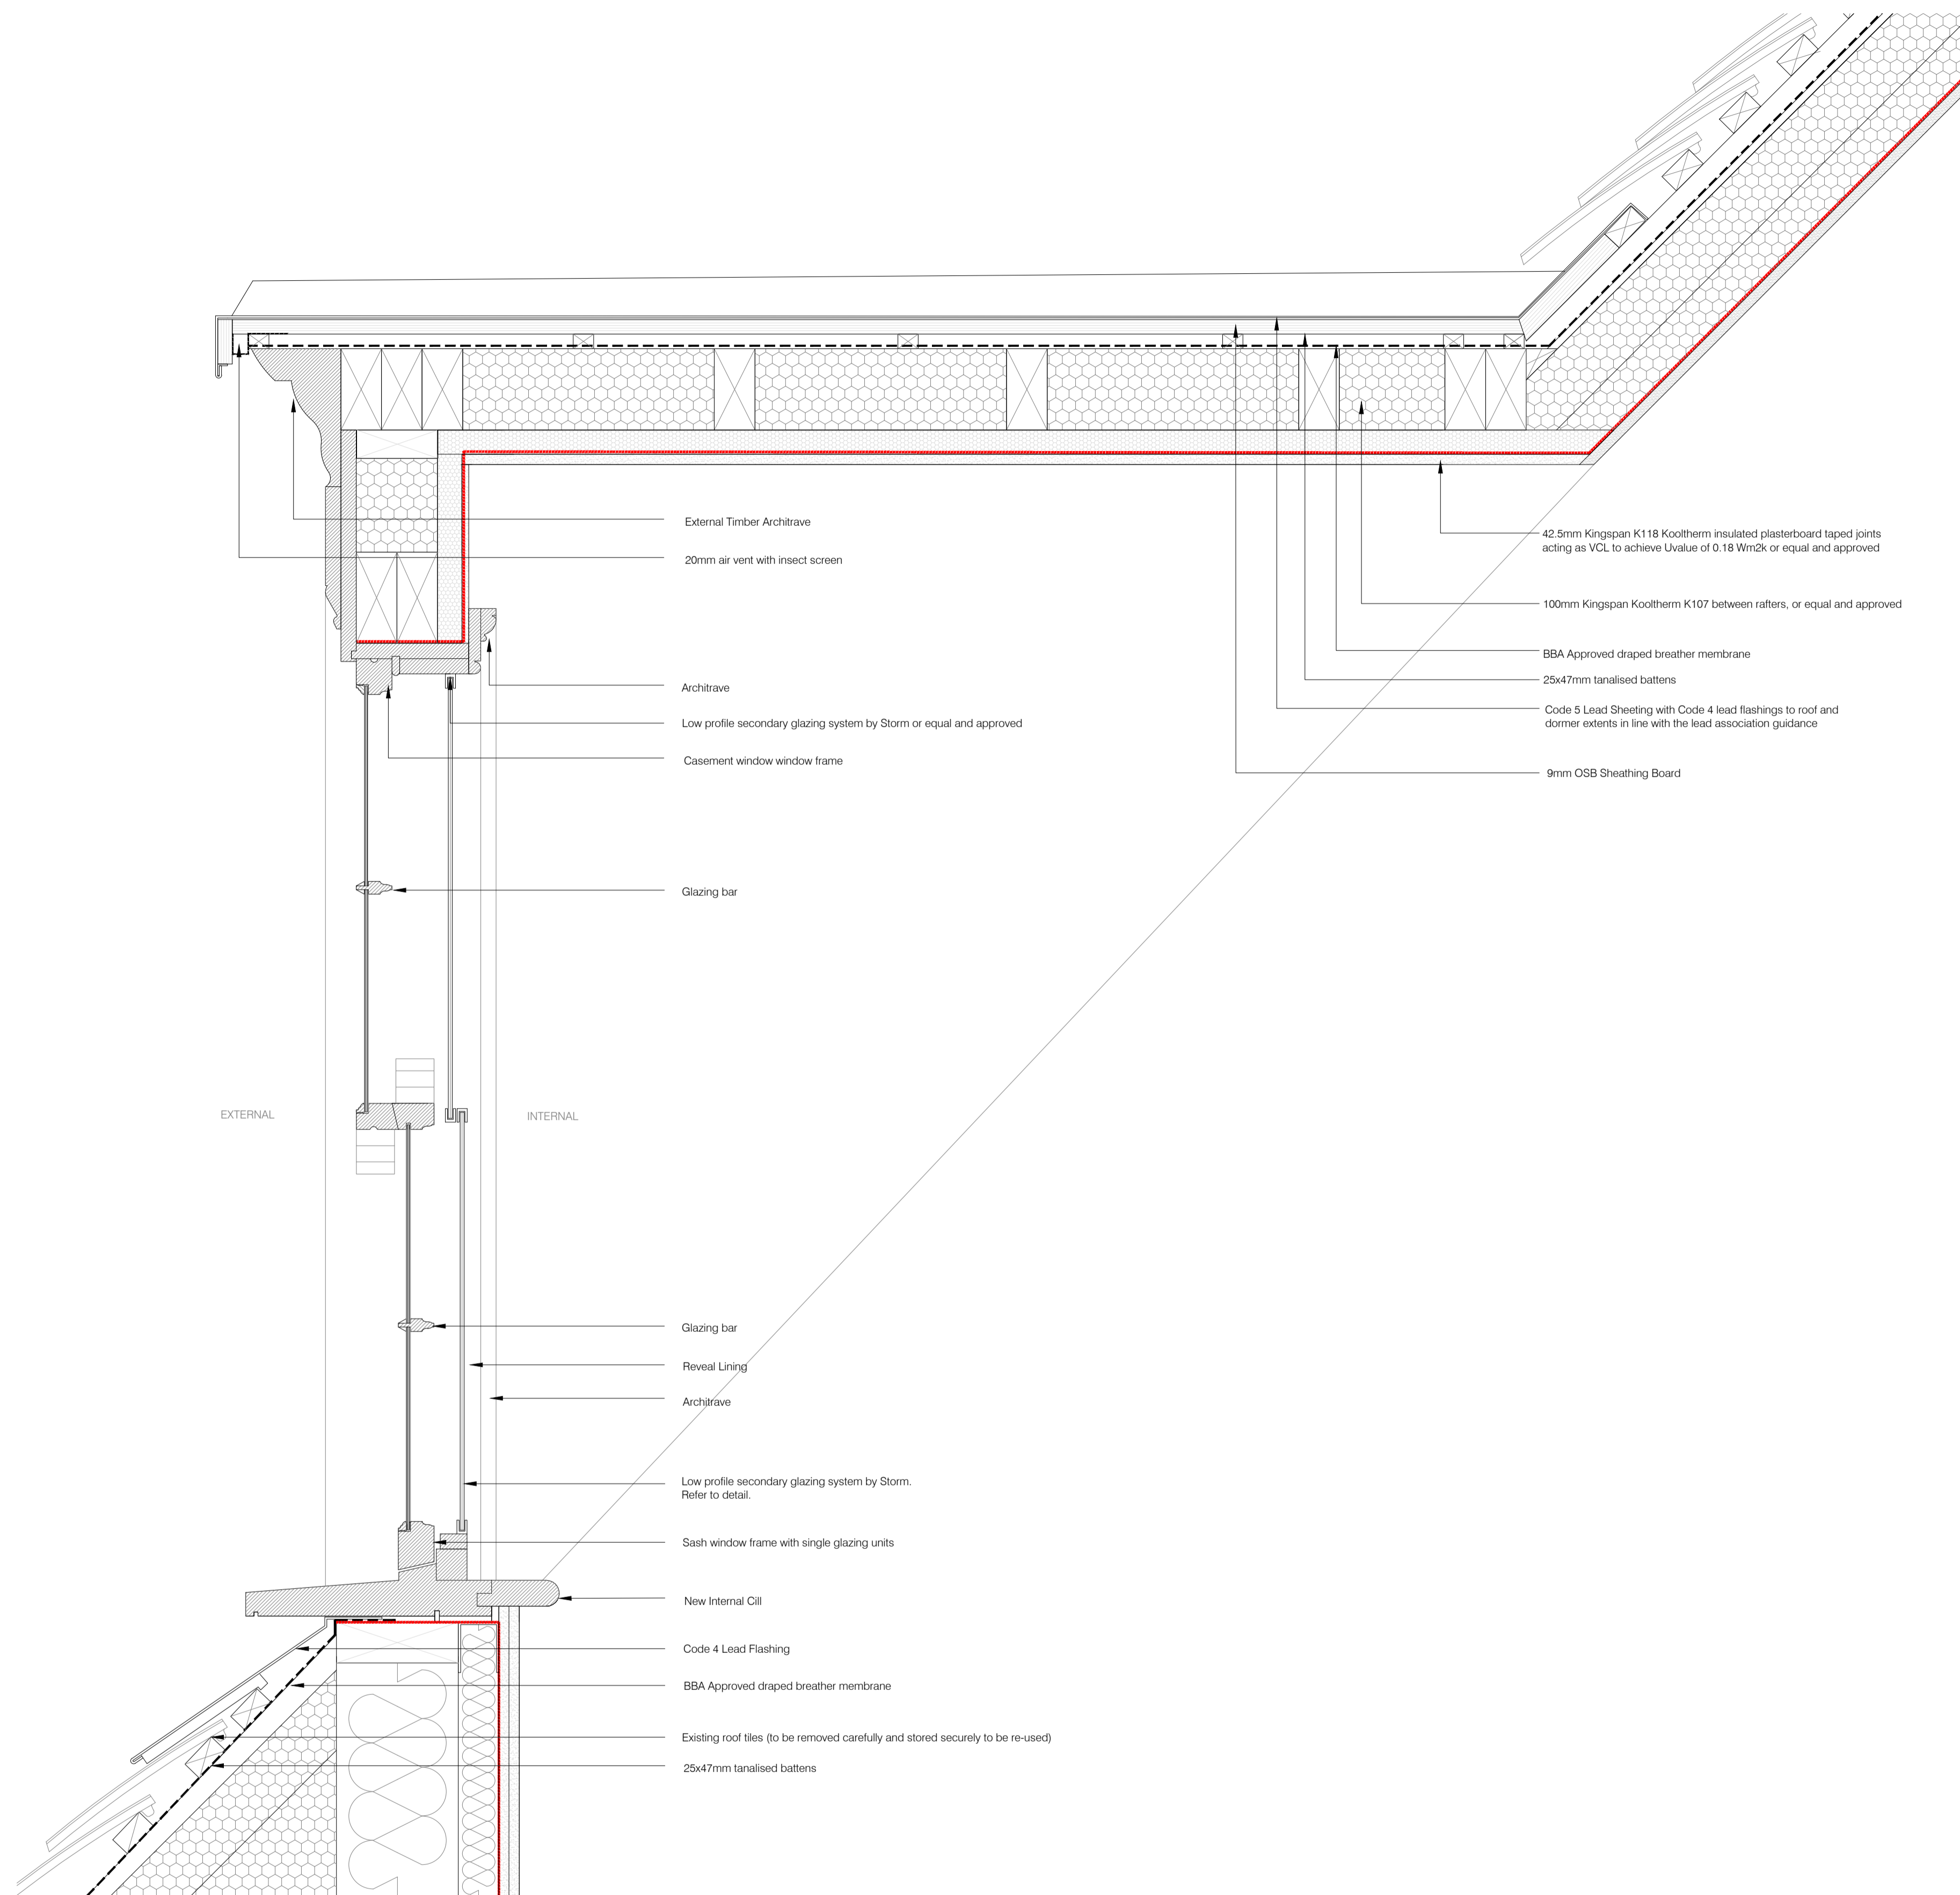 External Timber Architrave
20mm air vent with insect screen
42.5mm Kingspan K118 Kooltherm insulated plasterboard taped joints
acting as VCL to achieve Uvalue of 0.18 Wm2k or equal and approved
100mm Kingspan Kooltherm K107 between rafters, or equal and approved
BBA Approved draped breather membrane
25x47mm tanalised battens
Code 5 Lead Sheeting with Code 4 lead flashings to roof and
dormer extents in line with the lead association guidance
9mm OSB Sheathing Board
Architrave
Low profile secondary glazing system by Storm or equal and approved
Casement window window frame
Glazing bar
EXTERNAL
INTERNAL
Glazing bar
Reveal Lining
Architrave
Low profile secondary glazing system by Storm.
Refer to detail.
Sash window frame with single glazing units
New Internal Cill
Code 4 Lead Flashing
BBA Approved draped breather membrane
Existing roof tiles (to be removed carefully and stored securely to be re-used)
25x47mm tanalised battens